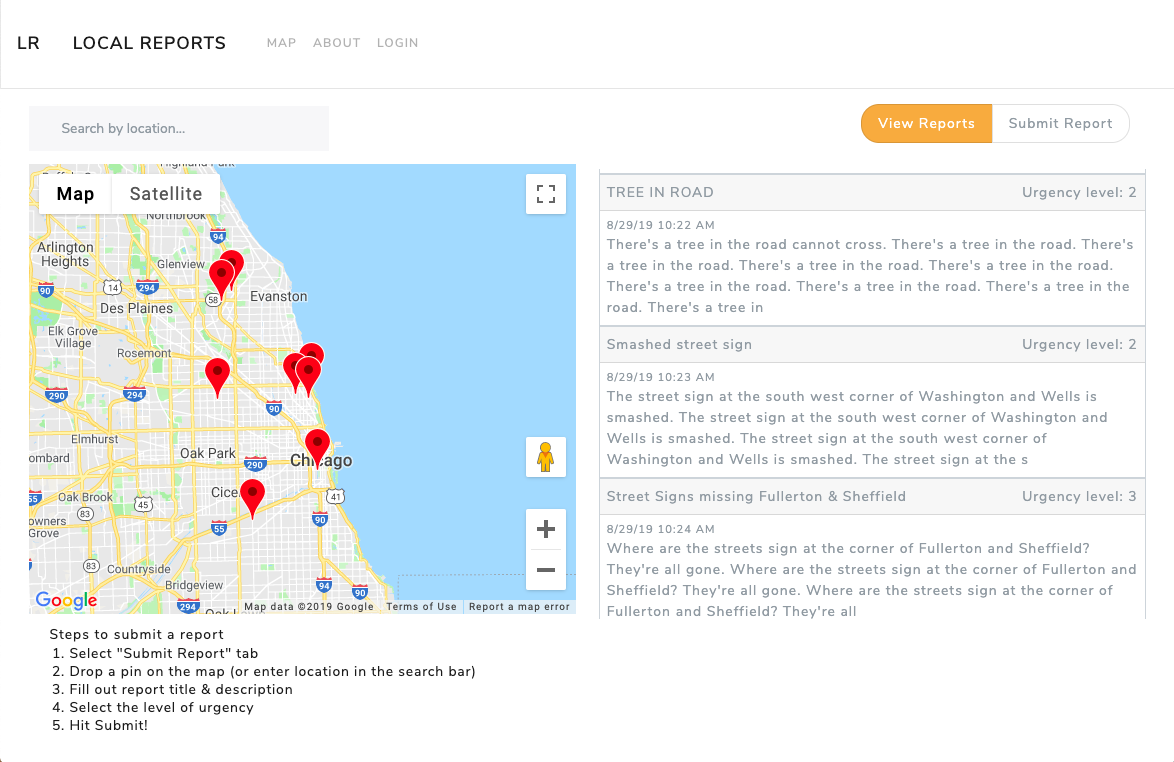 LR LOCAL REPORTS MAP ABOUT LOGIN
Search by location...
View Reports Submit Report
Map Satellite
Northbrook
94
Arlington
Heights
Glenview
90
14
294
58
Evanston
Des Plaines
Elk Grove
Village
Rosemont
290
294
90
Elmhurst
Oak Park
290
Chicago
Cice
41
55
Oak Brook
45
83
55
90
owners
Grove
83
Countryside
94
90
Bridgeview
294
Google
Map data ©2019 Google Terms of Use Report a map error
TREE IN ROAD Urgency level: 2
8/29/19 10:22 AM
There's a tree in the road cannot cross. There's a tree in the road. There's
a tree in the road. There's a tree in the road. There's a tree in the road.
There's a tree in the road. There's a tree in the road. There's a tree in the
road. There's a tree in
Smashed street sign Urgency level: 2
8/29/19 10:23 AM
The street sign at the south west corner of Washington and Wells is
smashed. The street sign at the south west corner of Washington and
Wells is smashed. The street sign at the south west corner of
Washington and Wells is smashed. The street sign at the s
Street Signs missing Fullerton & Sheffield Urgency level: 3
8/29/19 10:24 AM
Where are the streets sign at the corner of Fullerton and Sheffield?
They're all gone. Where are the streets sign at the corner of Fullerton and
Sheffield? They're all gone. Where are the streets sign at the corner of
Fullerton and Sheffield? They're all
Steps to submit a report
1. Select "Submit Report" tab
2. Drop a pin on the map (or enter location in the search bar)
3. Fill out report title & description
4. Select the level of urgency
5. Hit Submit!